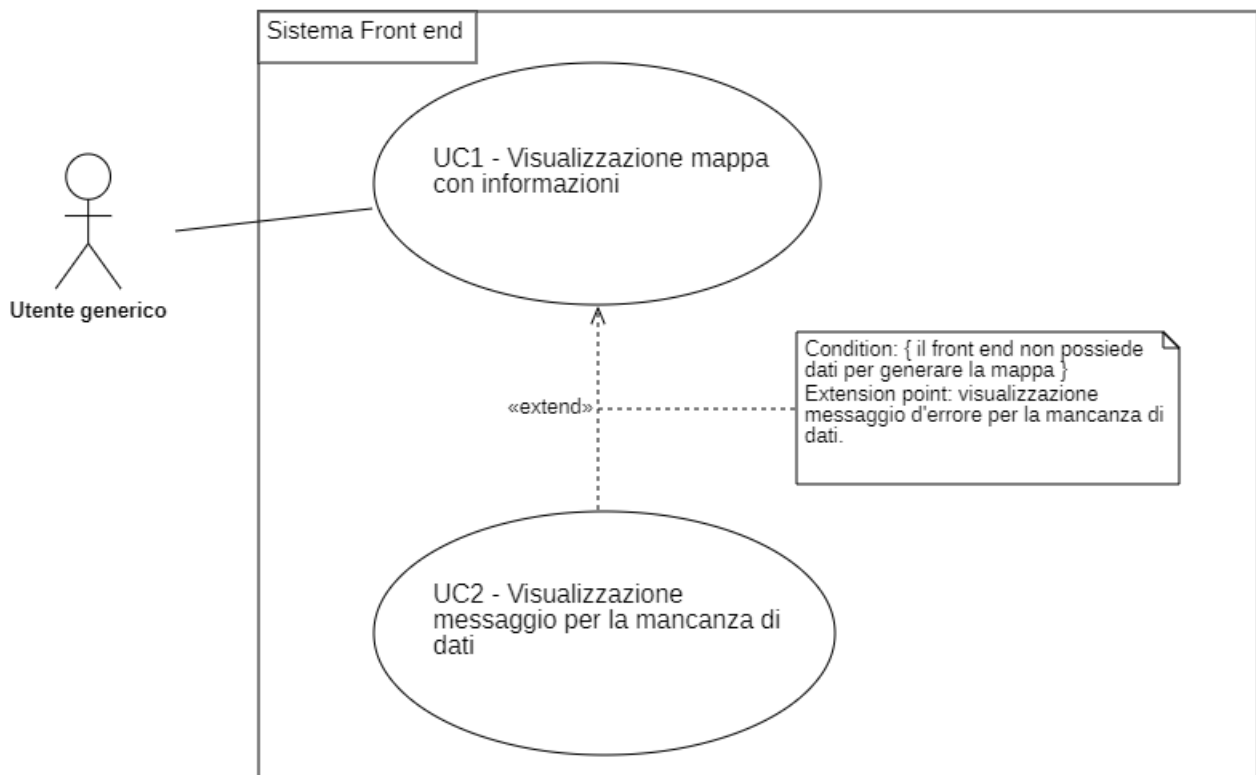 Sistema Front end
UC1 - Visualizzazione mappa
con informazioni
Utente generico
Condition: { il front end non possiede
dati per generare la mappa }
Extension point: visualizzazione
messaggio d'errore per la mancanza di
dati.
«extend»
UC2 - Visualizzazione
messaggio per la mancanza di
dati